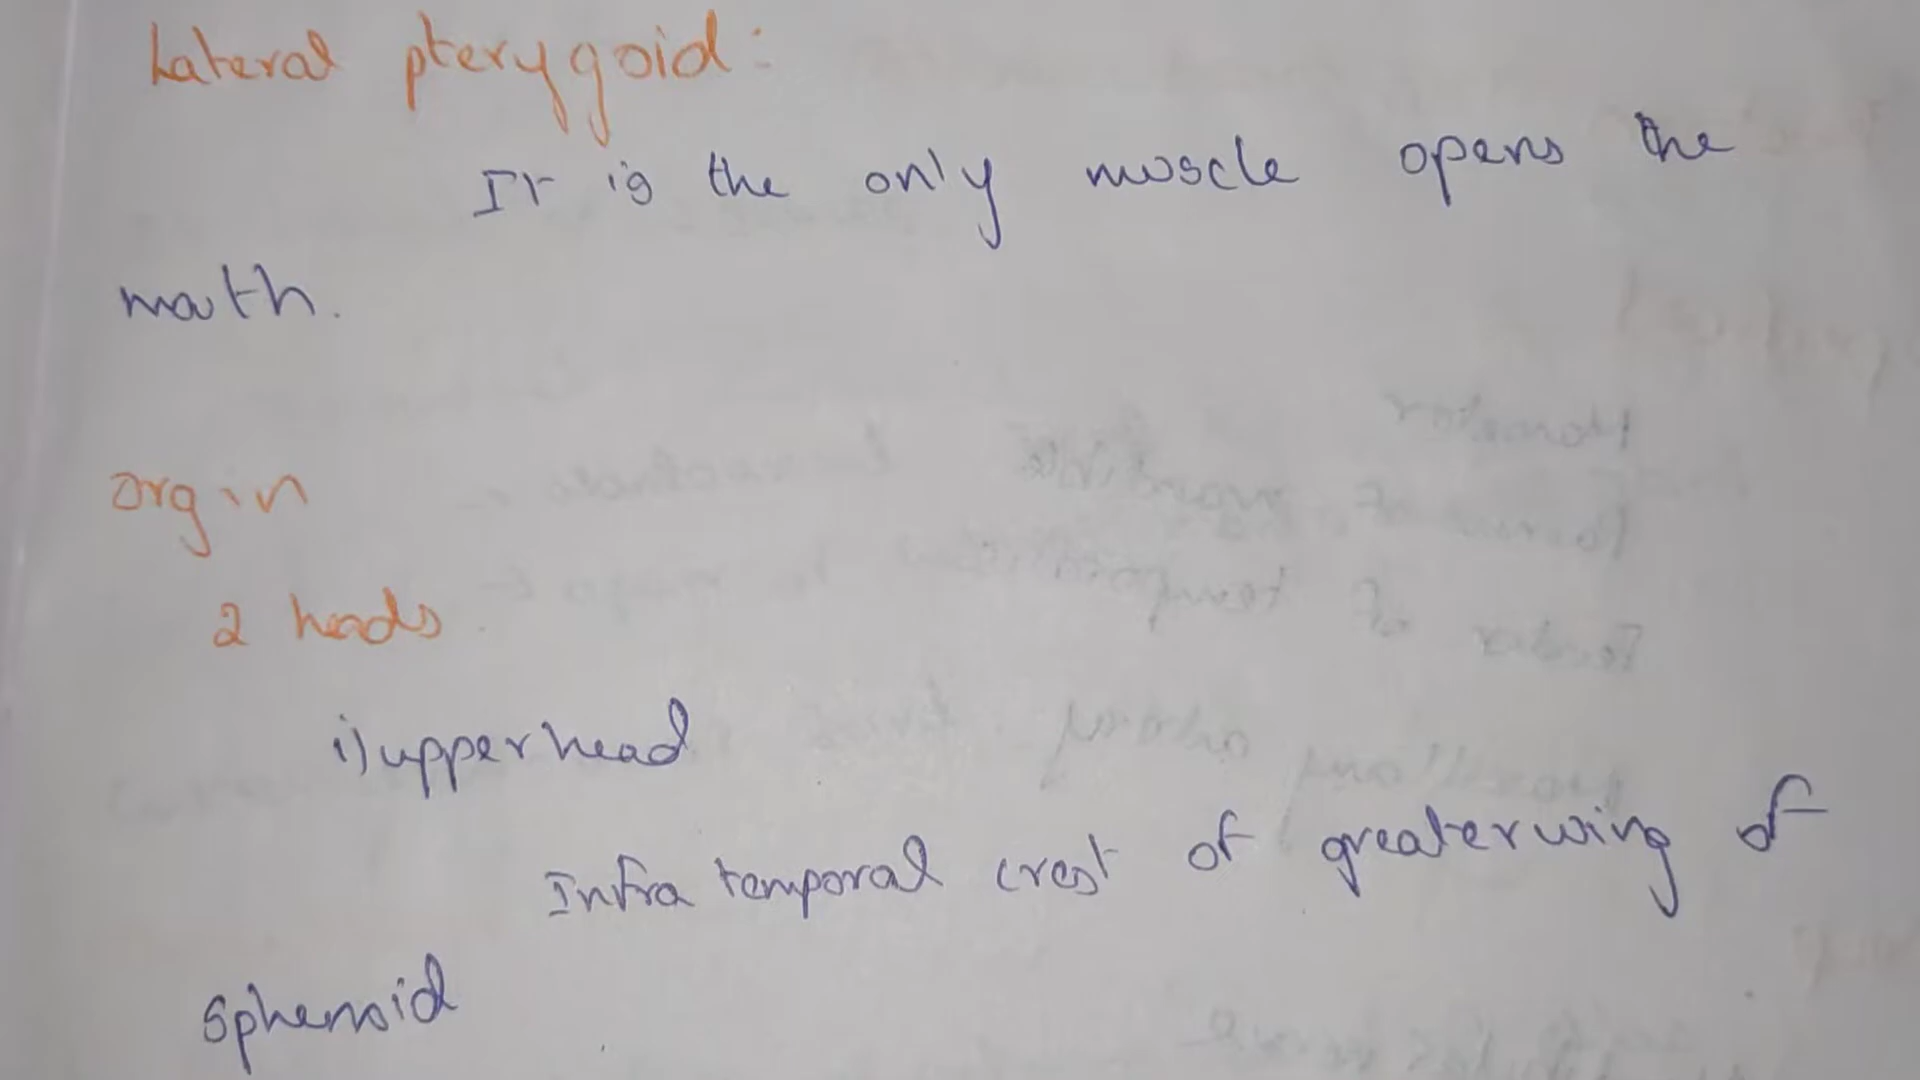 Lateral pterygoid:
It is the only muscle opens the
mouth.
Orgin
2 heads
i) upper head
Infra temporal crest of greater wing of
Sphenoid